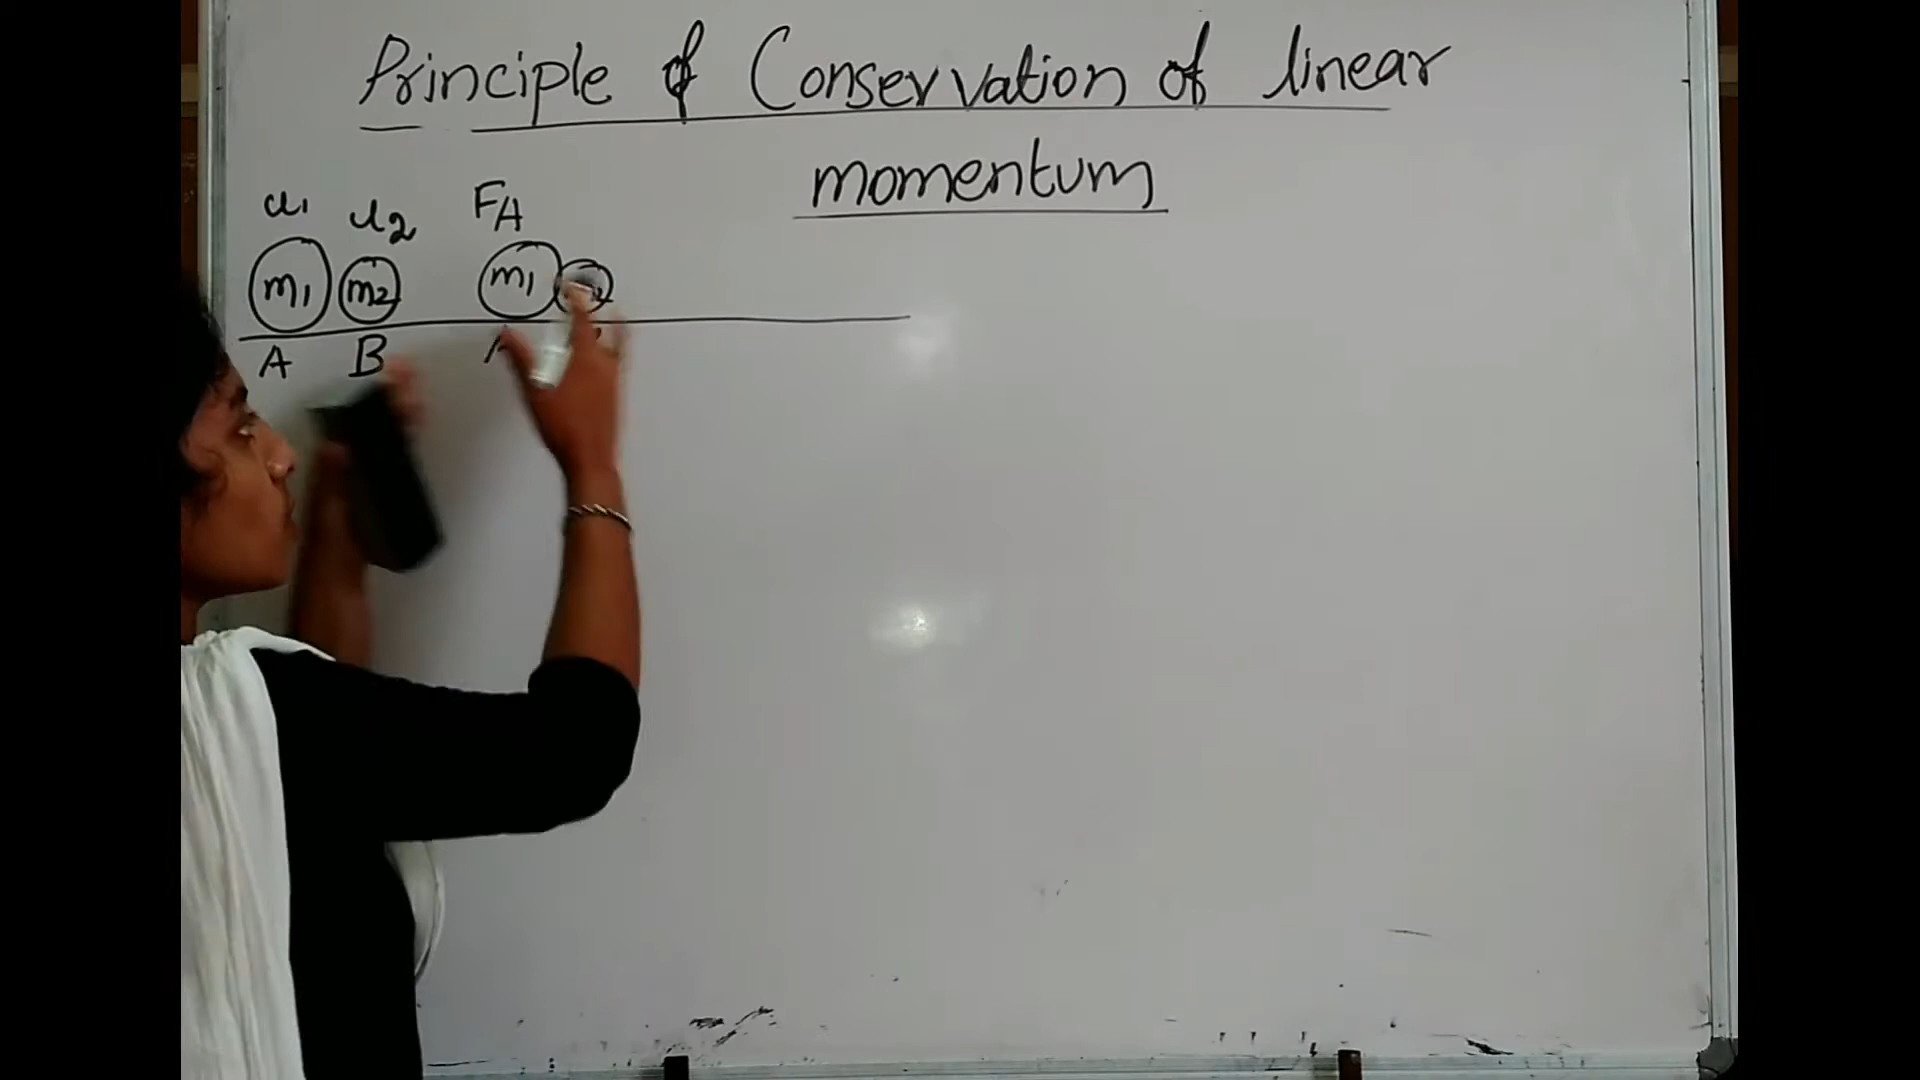 Principle of Conservation of linear
momentum
u1 u2 FA
m1 m2 m1
A B A